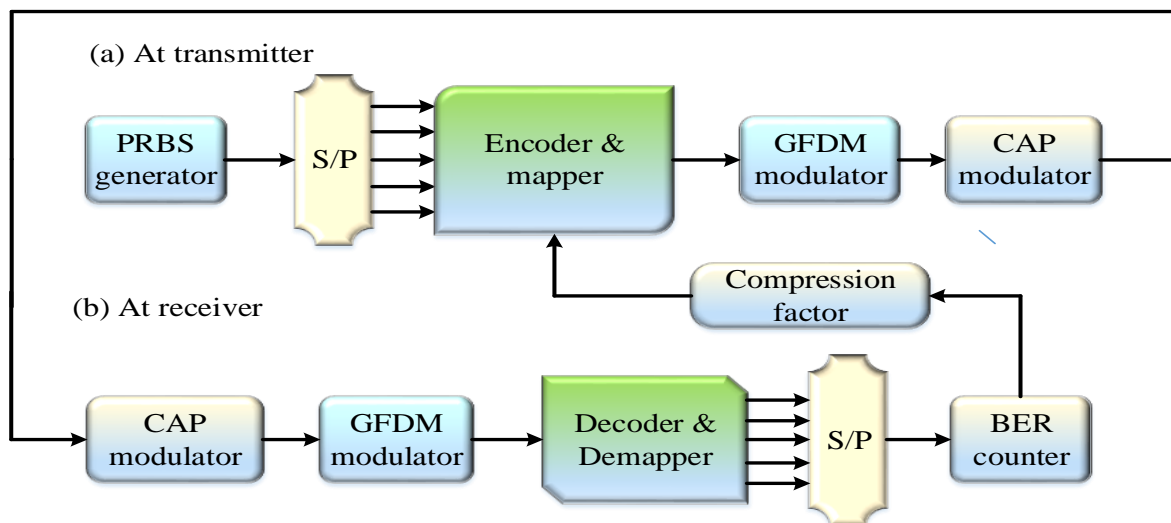 (a) At transmitter
PRBS
generator
S/P
Encoder &
mapper
GFDM
modulator
CAP
modulator
Compression
factor
(b) At receiver
CAP
modulator
GFDM
modulator
Decoder &
Demapper
S/P
BER
counter